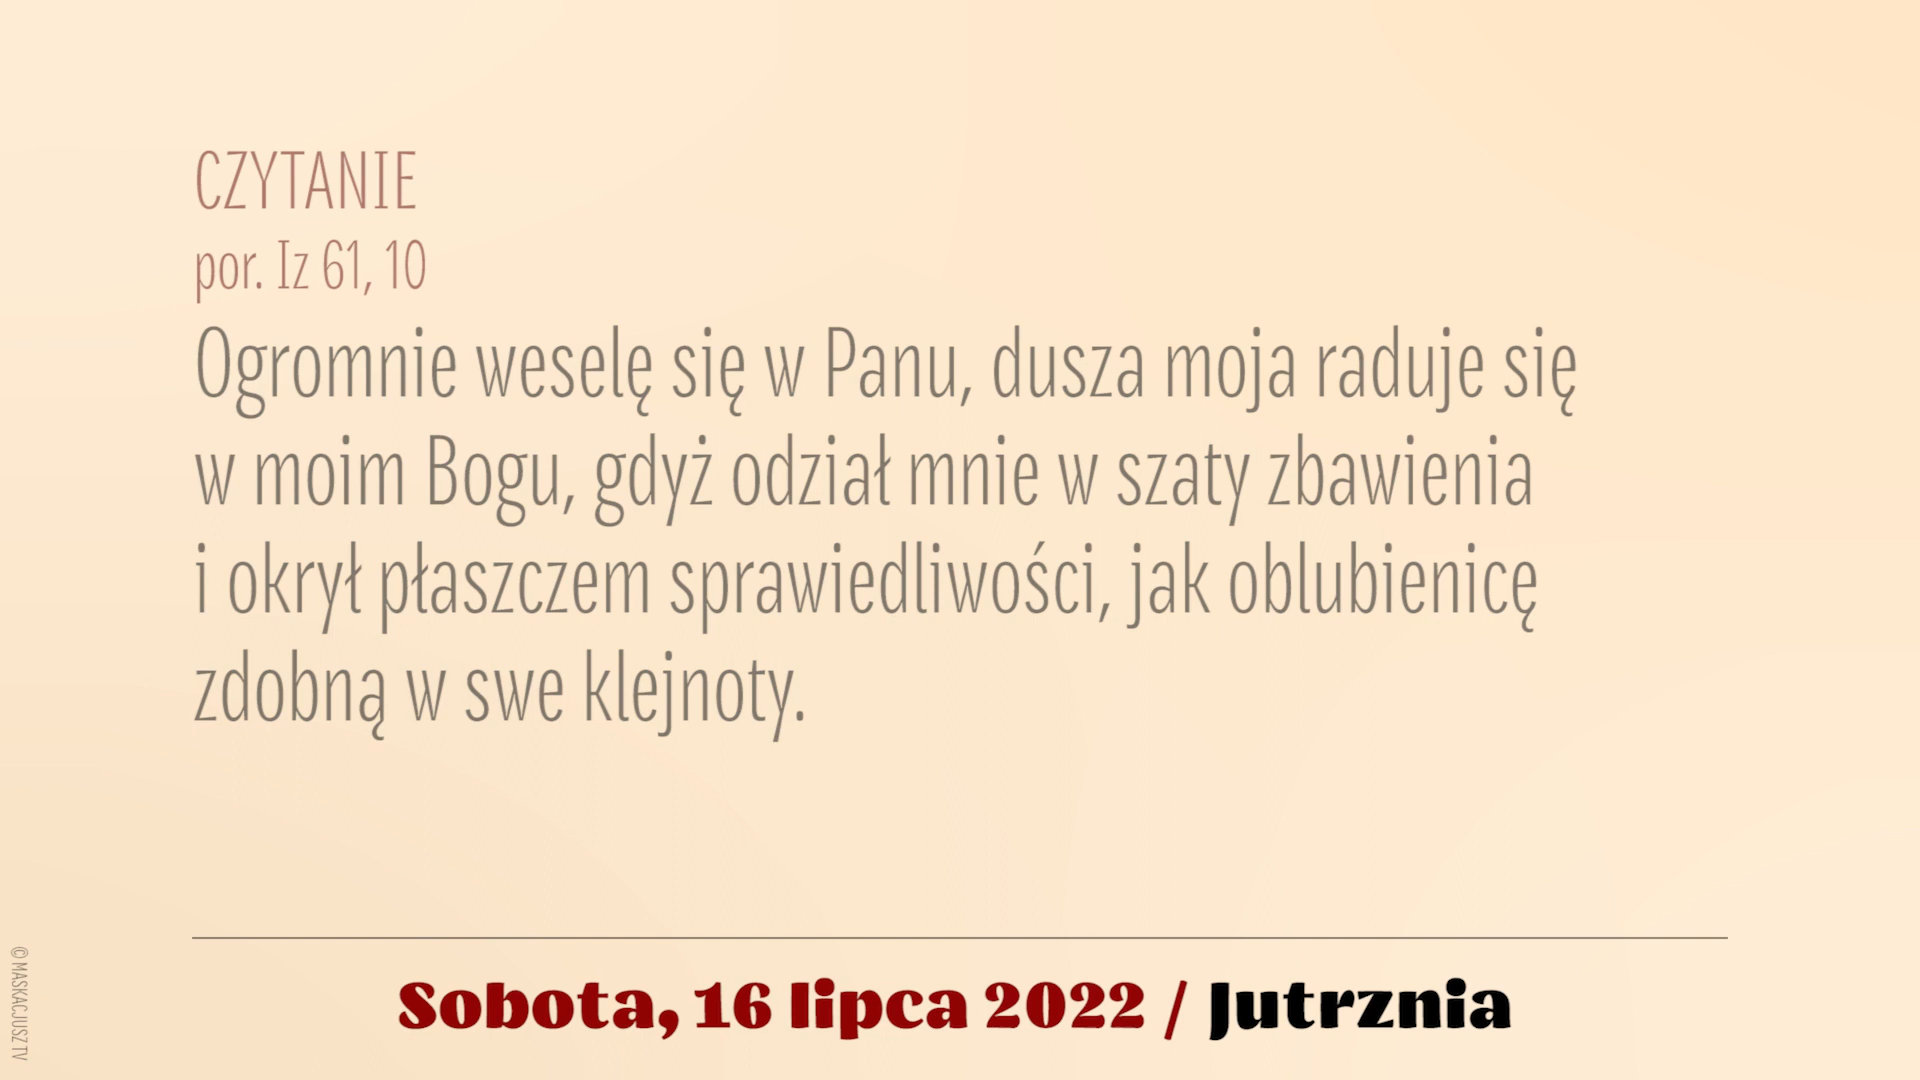 CZYTANIE
por. Iz 61, 10
Ogromnie weselę się w Panu, dusza moja raduje się
w moim Bogu, gdyż odział mnie w szaty zbawienia
i okrył płaszczem sprawiedliwości, jak oblubienicę
zdobną w swe klejnoty.
Sobota, 16 lipca 2022 / Jutrznia
© MASKACJUSZ TV